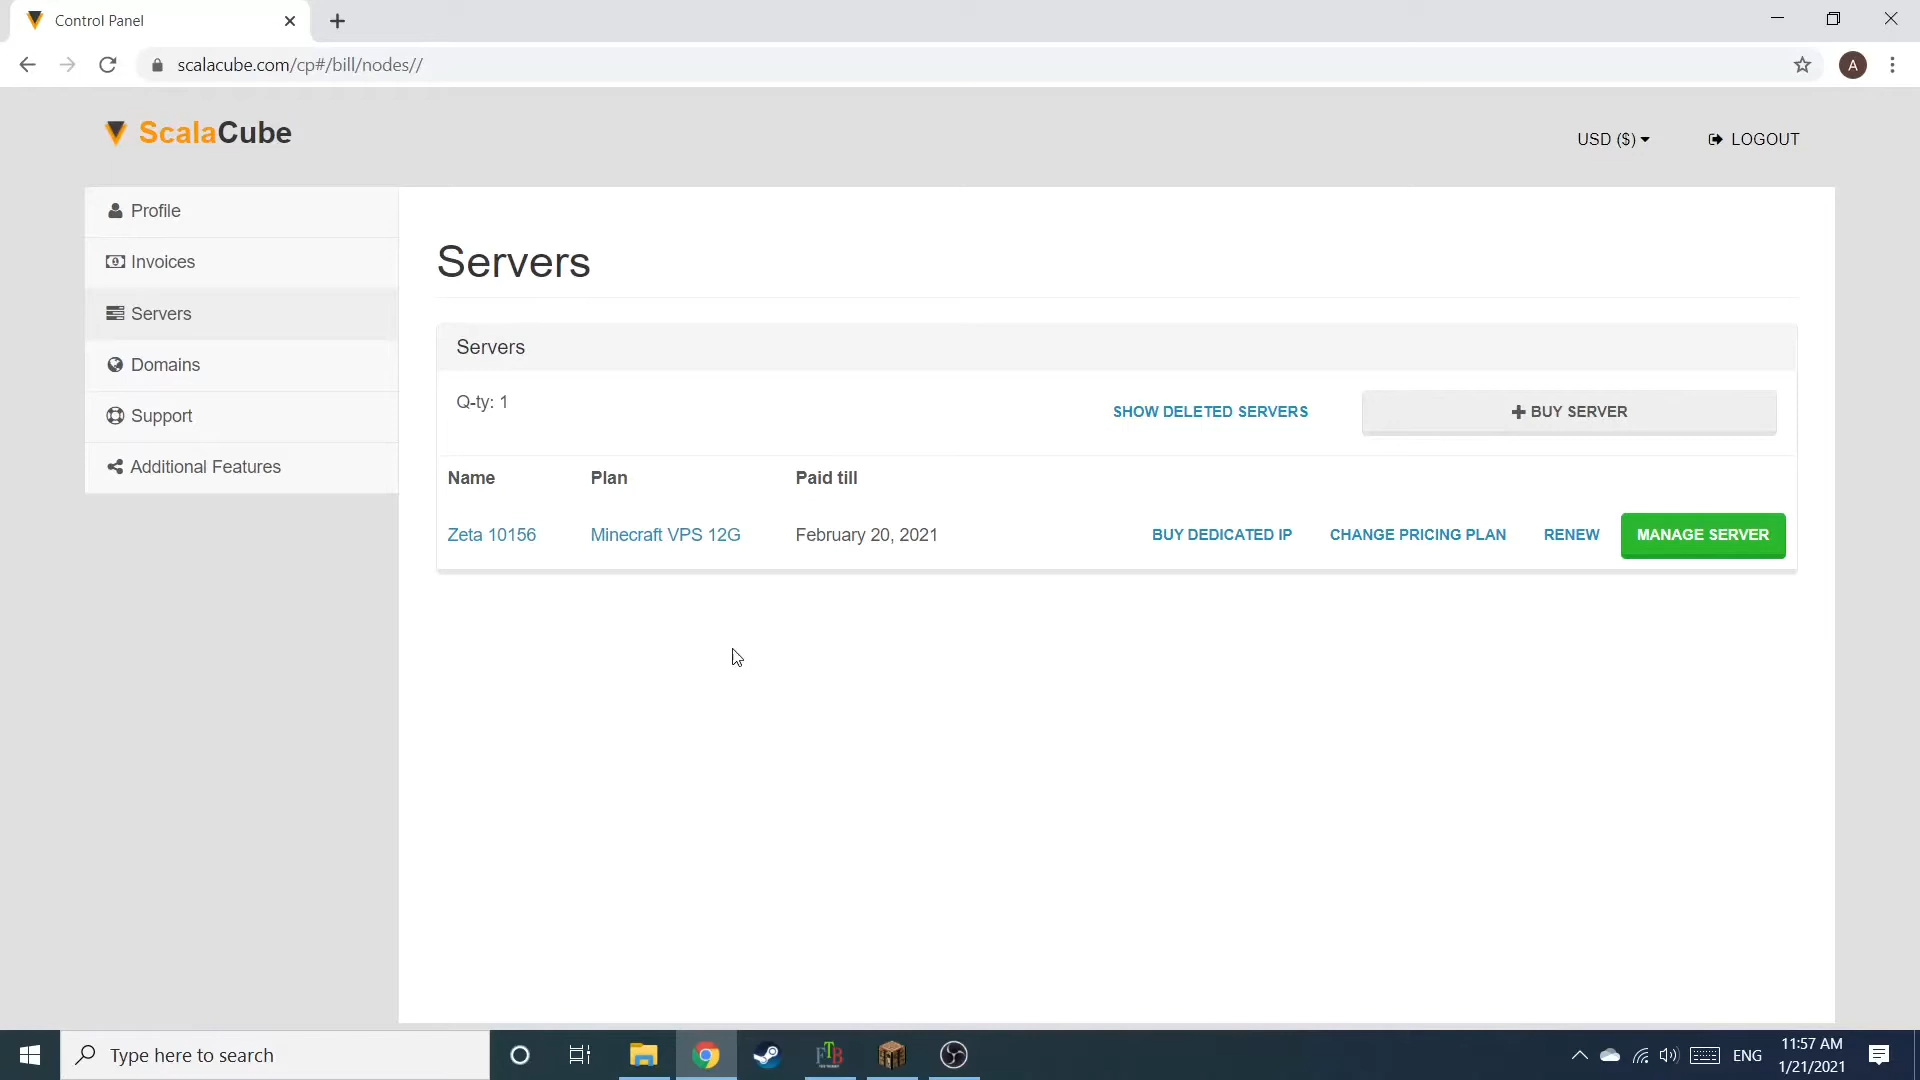 Control Panel
scalacube.com/cp#/bill/nodes//
A
ScalaCube
USD ($)
LOGOUT
Profile
Invoices
Servers
Domains
Support
Additional Features
Servers
Servers
Q-ty: 1
SHOW DELETED SERVERS
BUY SERVER
Name Plan Paid till
Zeta 10156 Minecraft VPS 12G February 20, 2021 BUY DEDICATED IP CHANGE PRICING PLAN RENEW MANAGE SERVER
Type here to search
FTB
ENG
11:57 AM
1/21/2021